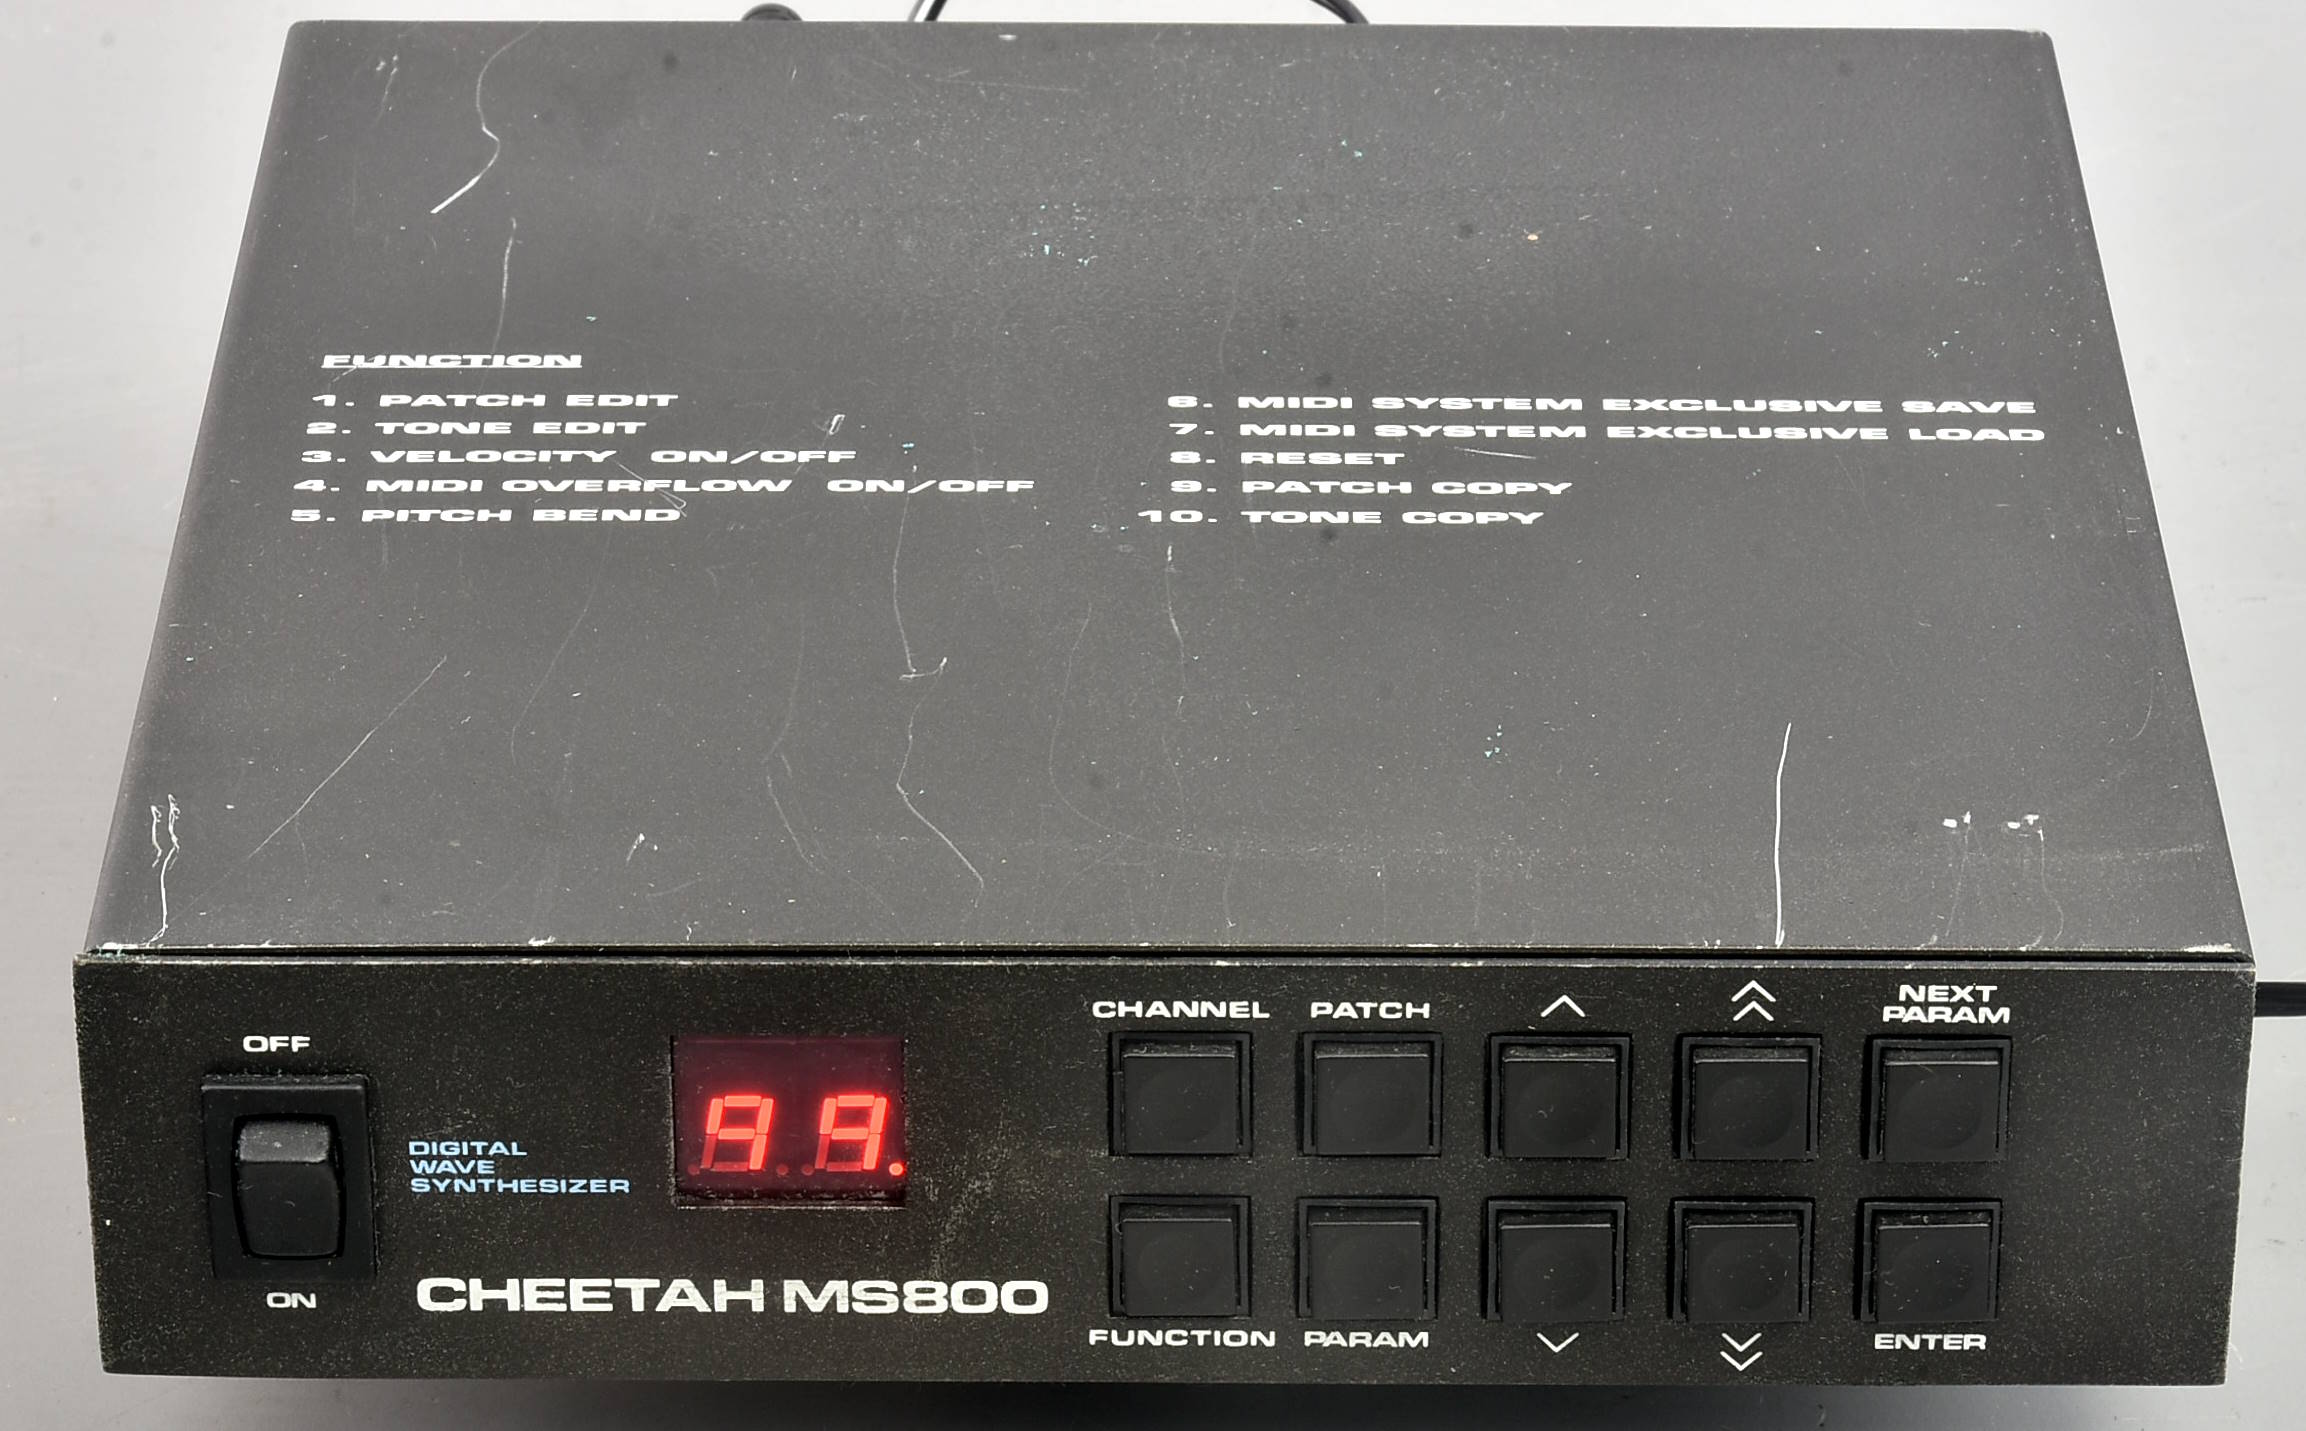 FUNCTION
1. PATCH EDIT
2. TONE EDIT
3. VELOCITY ON/OFF
4. MIDI OVERFLOW ON/OFF
5. PITCH BEND
6. MIDI SYSTEM EXCLUSIVE SAVE
7. MIDI SYSTEM EXCLUSIVE LOAD
8. RESET
9. PATCH COPY
10. TONE COPY
OFF
ON
DIGITAL
WAVE
SYNTHESIZER
99.
CHEETAH MS800
CHANNEL
PATCH
NEXT
PARAM
FUNCTION
PARAM
ENTER